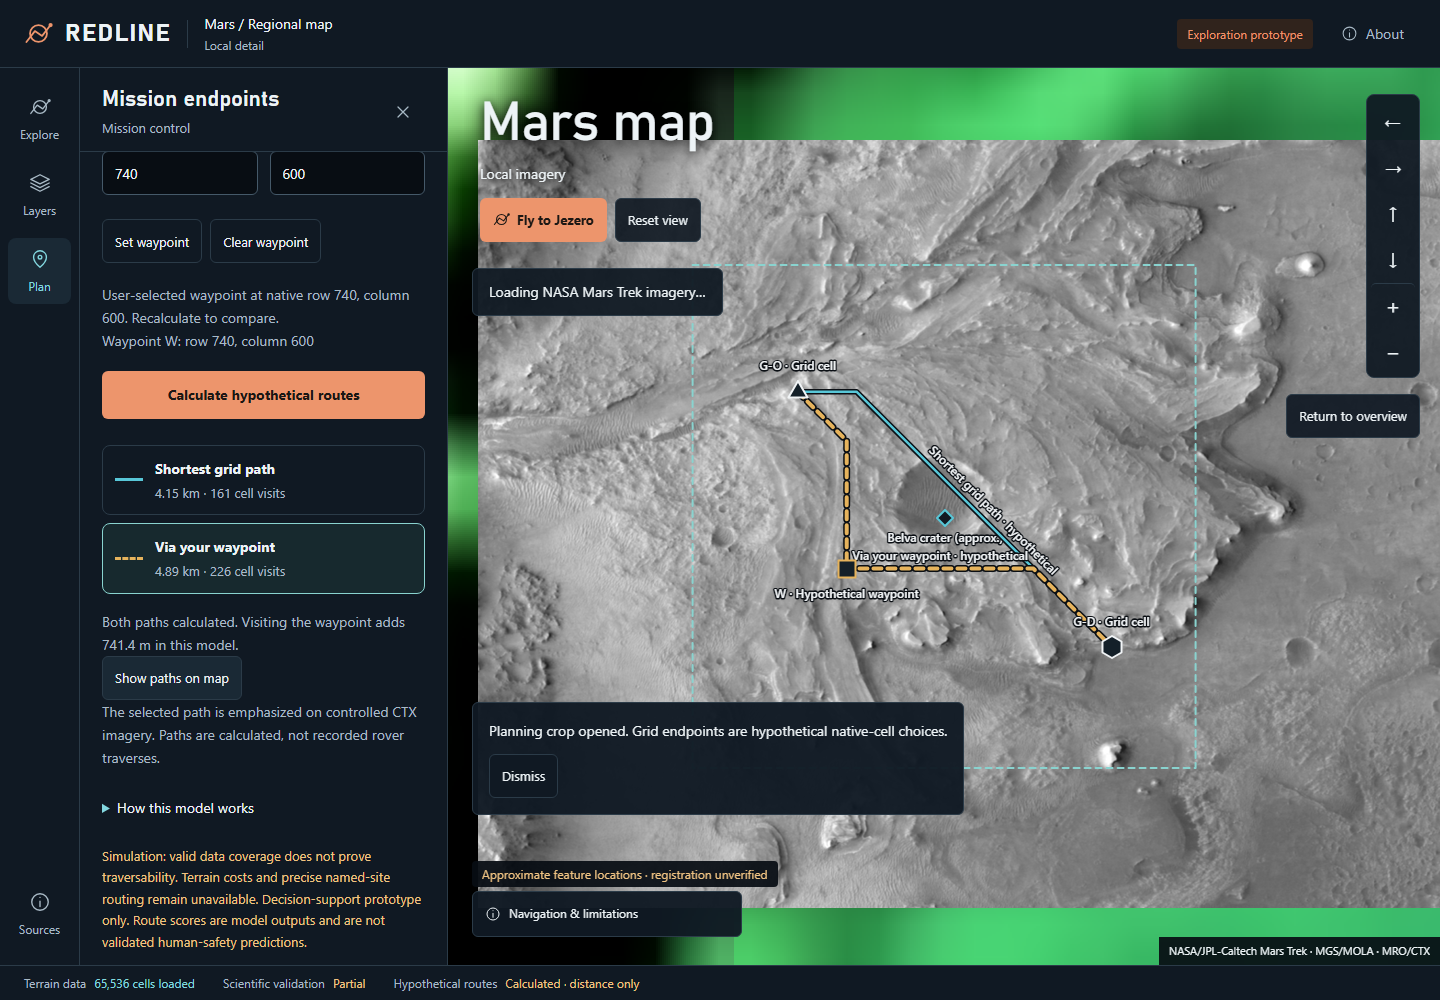 REDLINE
Mars / Regional map
Local detail
Exploration prototype
About
Explore
Layers
Plan
Sources
Mission endpoints
Mission control
740
600
Set waypoint
Clear waypoint
User-selected waypoint at native row 740, column
600. Recalculate to compare.
Waypoint W: row 740, column 600
Calculate hypothetical routes
Shortest grid path
4.15 km · 161 cell visits
Via your waypoint
4.89 km · 226 cell visits
Both paths calculated. Visiting the waypoint adds
741.4 m in this model.
Show paths on map
The selected path is emphasized on controlled CTX
imagery. Paths are calculated, not recorded rover
traverses.
How this model works
Simulation: valid data coverage does not prove
traversability. Terrain costs and precise named-site
routing remain unavailable. Decision-support prototype
only. Route scores are model outputs and are not
validated human-safety predictions.
Mars map
Local imagery
Fly to Jezero
Reset view
Loading NASA Mars Trek imagery...
G-O · Grid cell
Shortest grid path · hypothetical
Belva crater (approx.)
Via your waypoint · hypothetical
W · Hypothetical waypoint
G-D · Grid cell
Return to overview
Planning crop opened. Grid endpoints are hypothetical native-cell choices.
Dismiss
Approximate feature locations · registration unverified
Navigation & limitations
NASA/JPL-Caltech Mars Trek · MGS/MOLA · MRO/CTX
Terrain data 65,536 cells loaded
Scientific validation Partial
Hypothetical routes Calculated · distance only